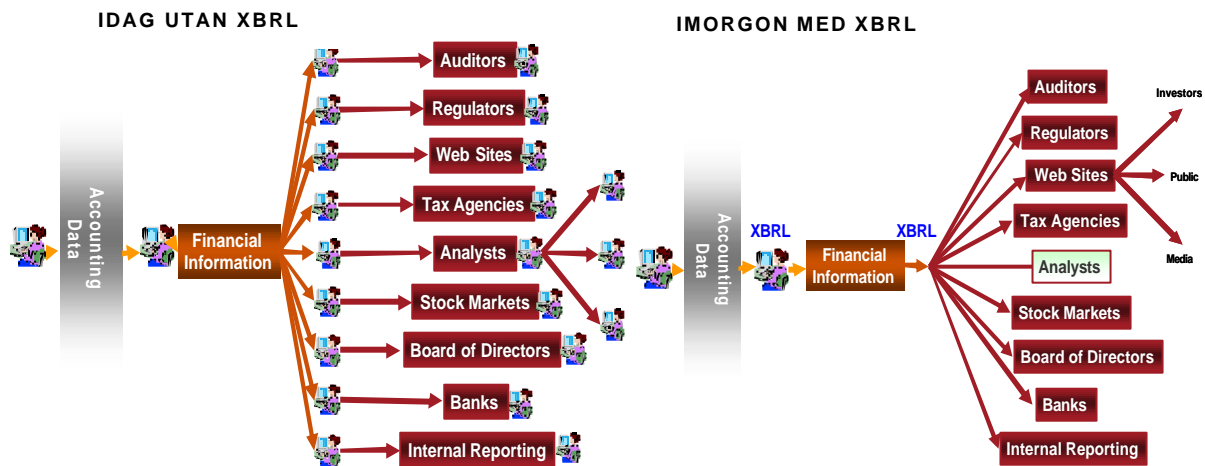 IDAG UTAN XBRL
Accounting
Data
Financial
Information
Auditors
Regulators
Web Sites
Tax Agencies
Analysts
Stock Markets
Board of Directors
Banks
Internal Reporting
IMORGON MED XBRL
Accounting
Data
XBRL
Financial
Information
XBRL
Auditors
Regulators
Web Sites
Tax Agencies
Analysts
Stock Markets
Board of Directors
Banks
Internal Reporting
Investors
Public
Media